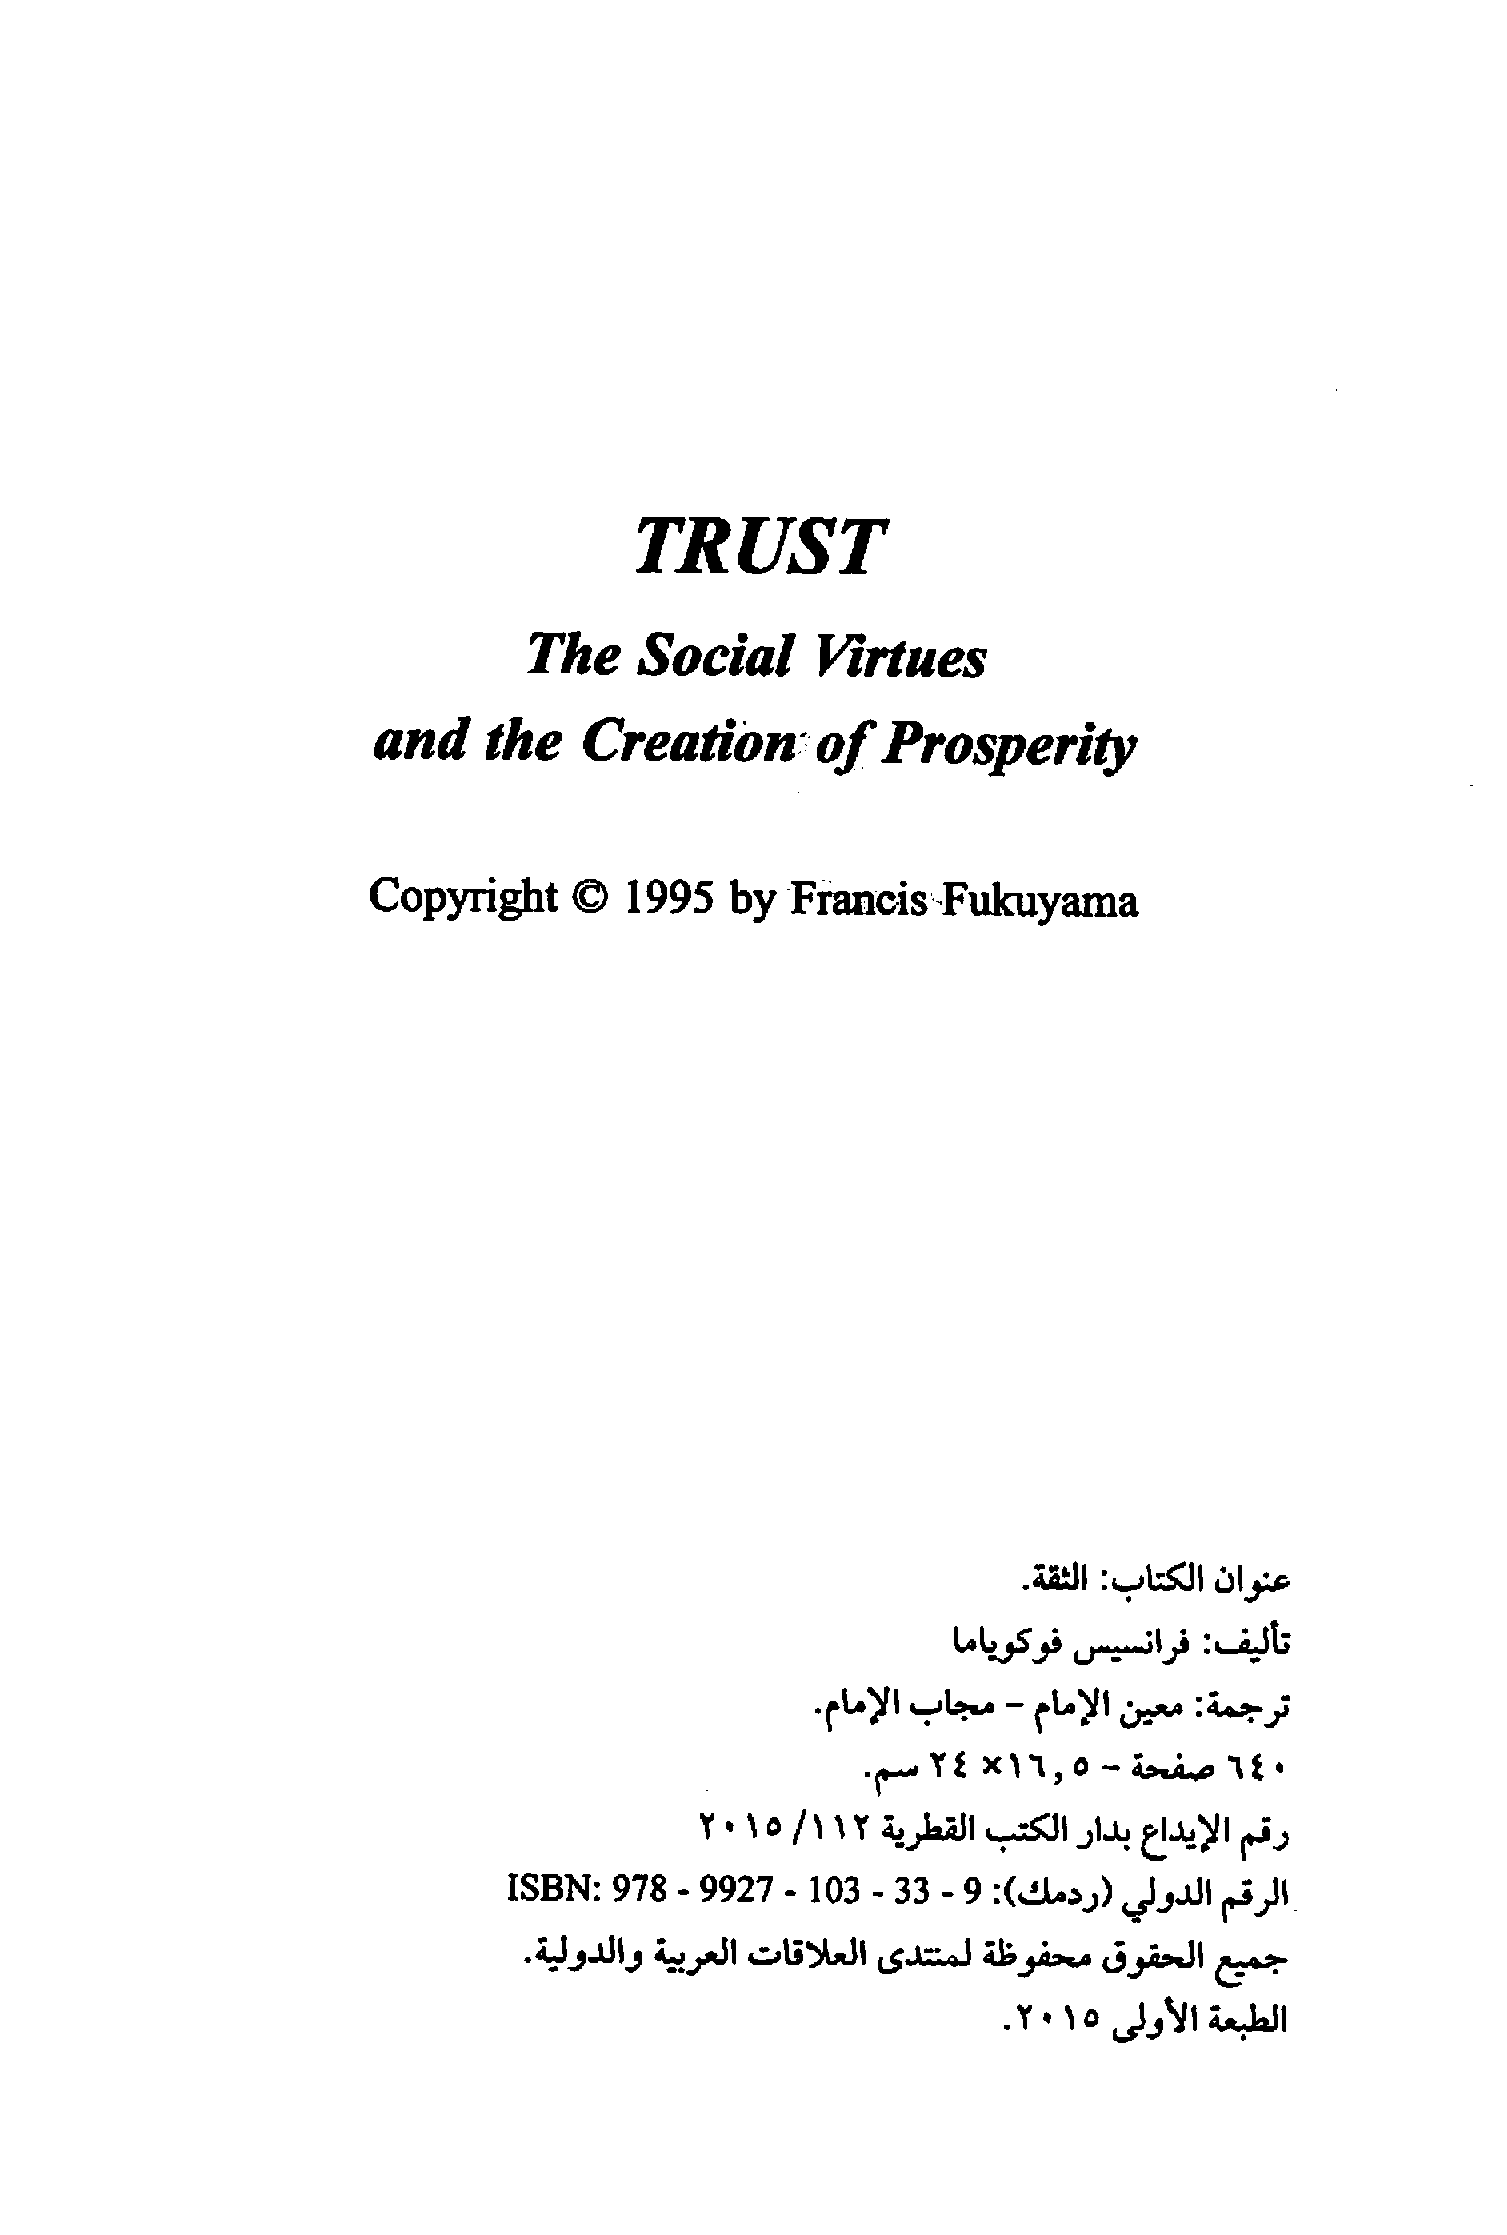 TRUST
The Social Virtues
and the Creation of Prosperity
Copyright © 1995 by Francis Fukuyama
عنوان الكتاب: الثقة.
تأليف: فرانسيس فوكوياما
ترجمة: معين الإمام – مجاب الإمام.
٦٤٠ صفحة – ١٦,٥× ٢٤ سم.
رقم الإيداع بدار الكتب القطرية ١١٢/ ٢٠١٥
الرقم الدولي (ردمك): ISBN: 978 - 9927 - 103 - 33 - 9
جميع الحقوق محفوظة لمنتدى العلاقات العربية والدولية.
الطبعة الأولى ٢٠١٥.